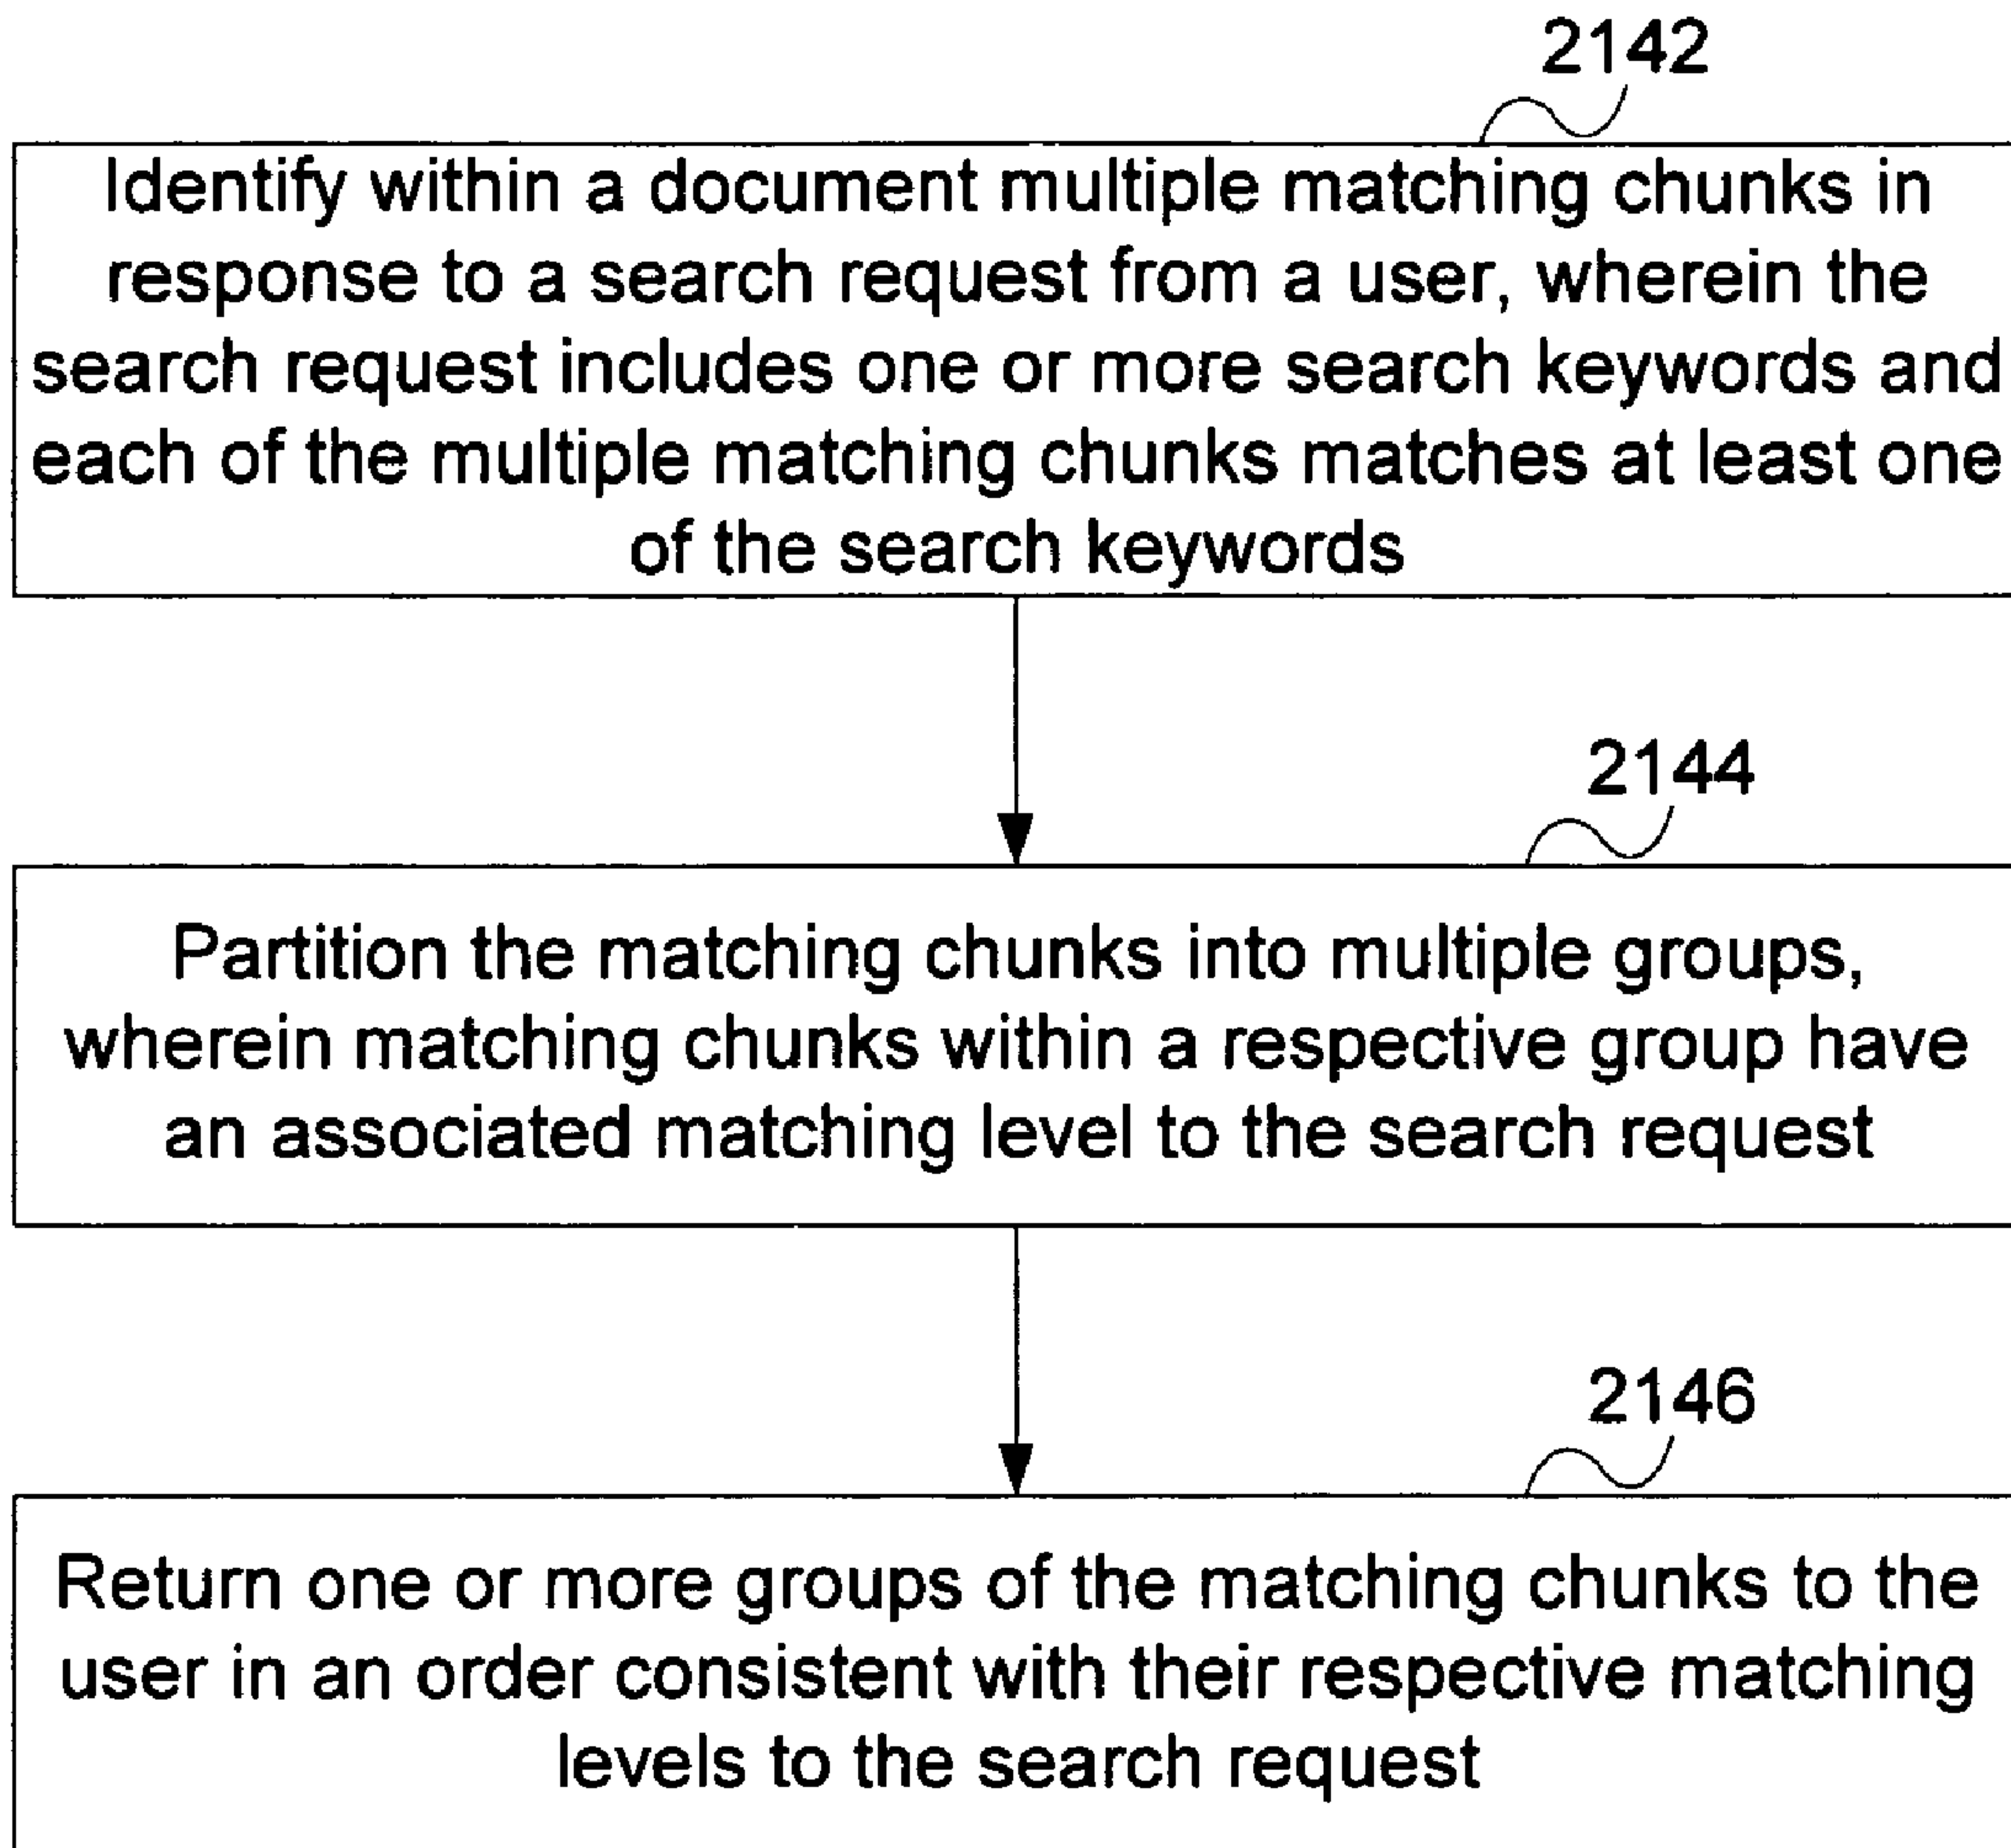 2142
Identify within a document multiple matching chunks in
response to a search request from a user, wherein the
search request includes one or more search keywords and
each of the multiple matching chunks matches at least one
of the search keywords
2144
Partition the matching chunks into multiple groups,
wherein matching chunks within a respective group have
an associated matching level to the search request
2146
Return one or more groups of the matching chunks to the
user in an order consistent with their respective matching
levels to the search request